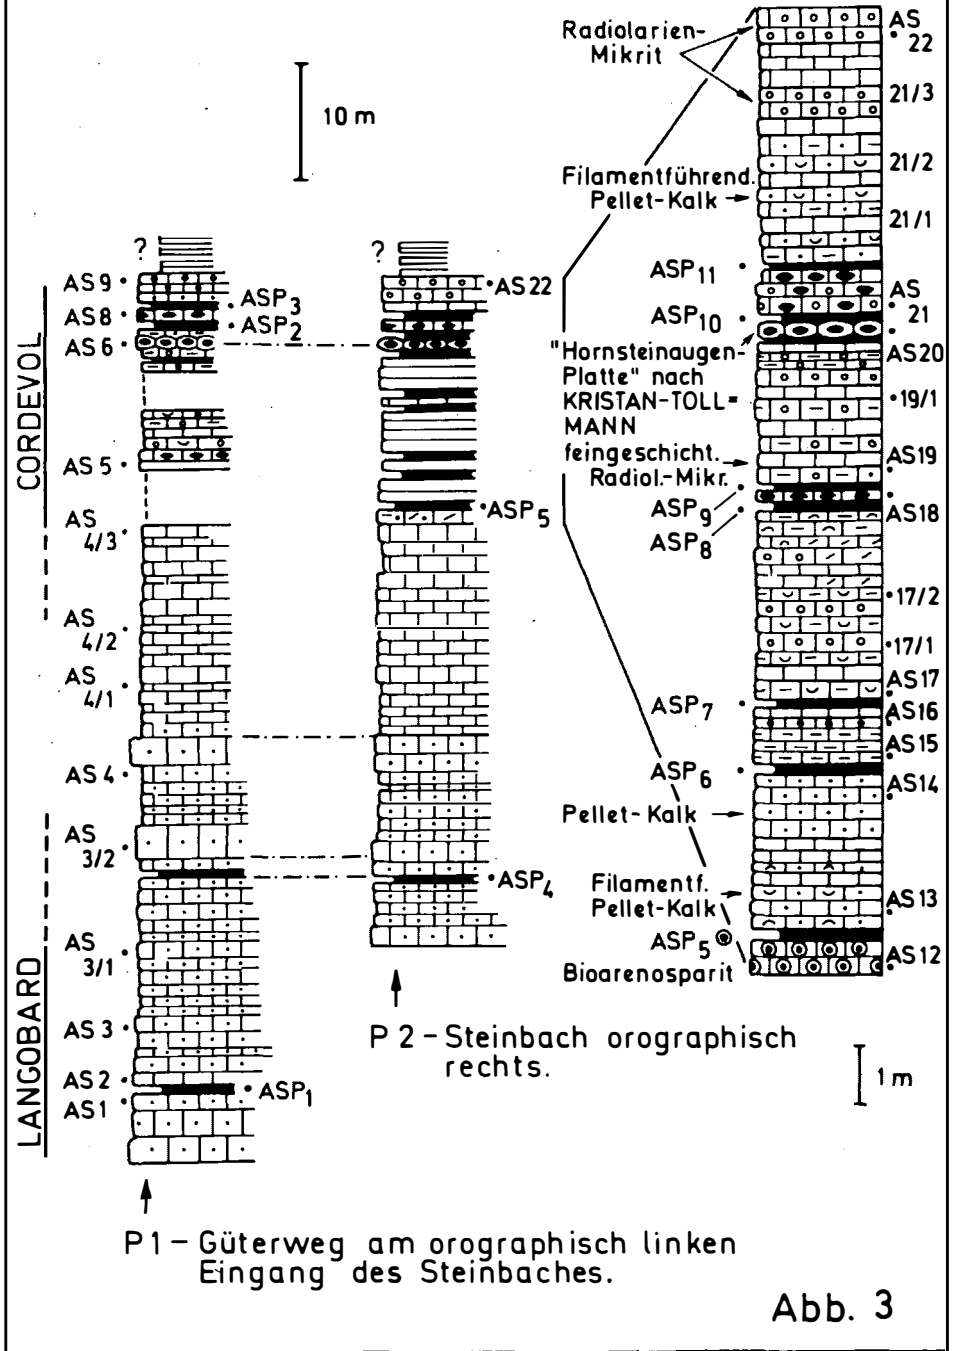 10 m
?
AS 9
AS 8
AS 6
AS 5
AS
4/3
AS
4/2
AS
4/1
AS 4
AS
3/2
AS
3/1
AS 3
AS 2
AS 1
ASP3
ASP2
ASP1
CORDEVOL
LANGOBARD
?
AS 22
ASP5
ASP4
P 2 – Steinbach orographisch
rechts.
P 1 – Güterweg am orographisch linken
Eingang des Steinbaches.
Radiolarien-
Mikrit
Filamentführend.
Pellet-Kalk
ASP11
ASP10
"Hornsteinaugen-
Platte" nach
KRISTAN-TOLL=
MANN
feingeschicht.
Radiol.-Mikr.
ASP9
ASP8
ASP7
ASP6
Pellet-Kalk
Filamentf.
Pellet-Kalk
ASP5
Bioarenosparit
AS
22
21/3
21/2
21/1
AS
21
AS20
19/1
AS19
AS18
17/2
17/1
AS17
AS16
AS15
AS14
AS13
AS12
1 m
Abb. 3